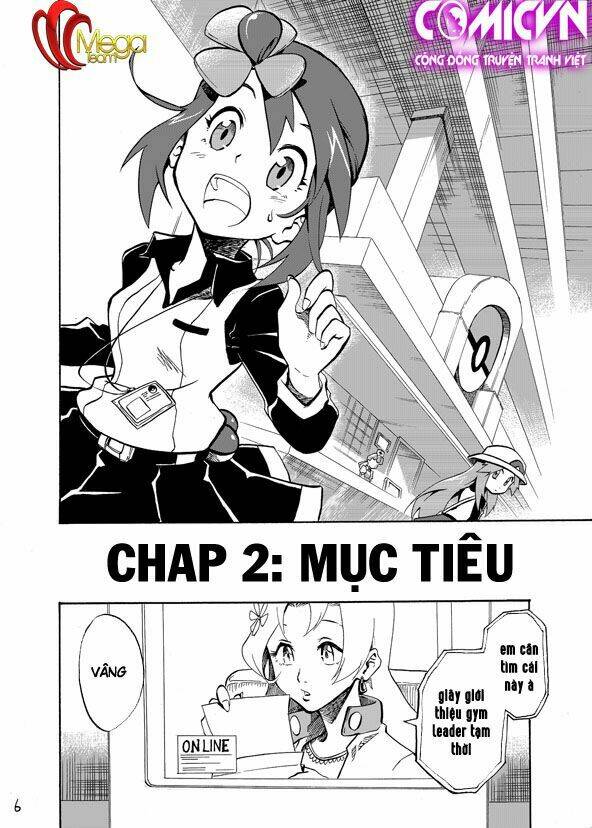 Mega
Team
COMICVN
CỘNG ĐỒNG TRUYỆN TRANH VIỆT
CHAP 2: MỤC TIÊU
VÂNG
em cần
tìm cái
này à
giây giới
thiệu gym
leader tạm
thời
ONLINE
6